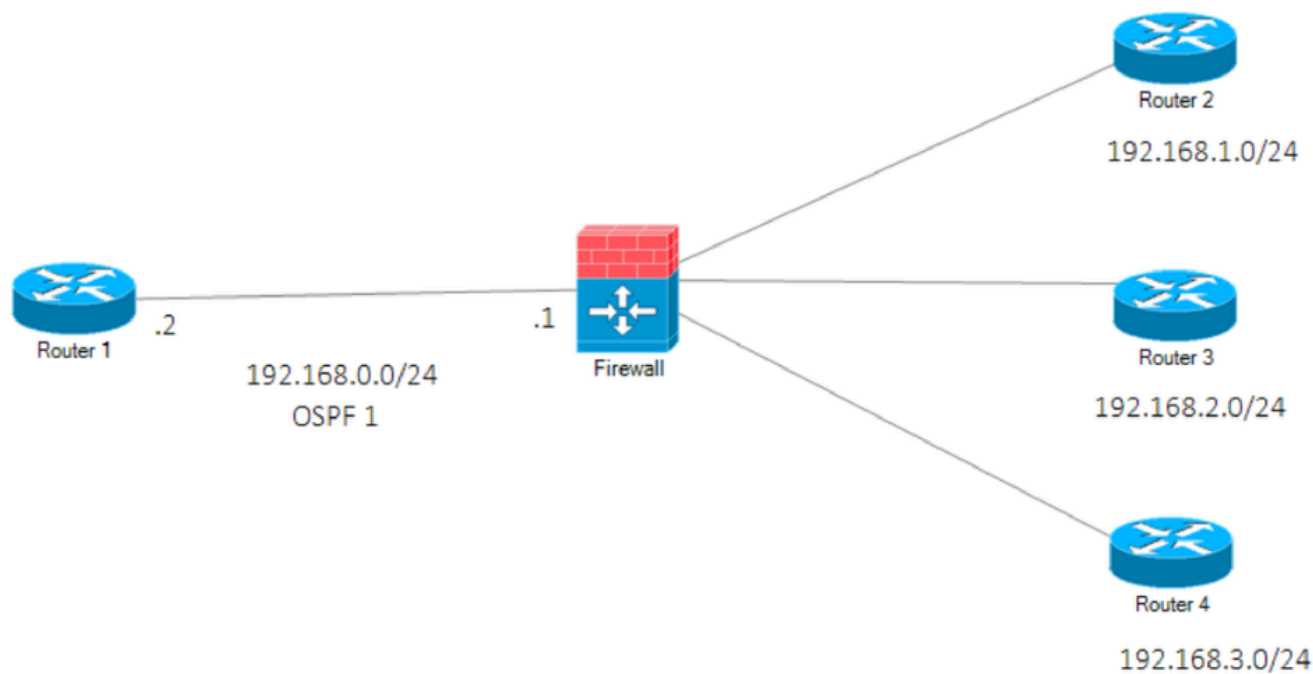 Router 2
192.168.1.0/24
Router 1
.2
.1
192.168.0.0/24
OSPF 1
Firewall
Router 3
192.168.2.0/24
Router 4
192.168.3.0/24